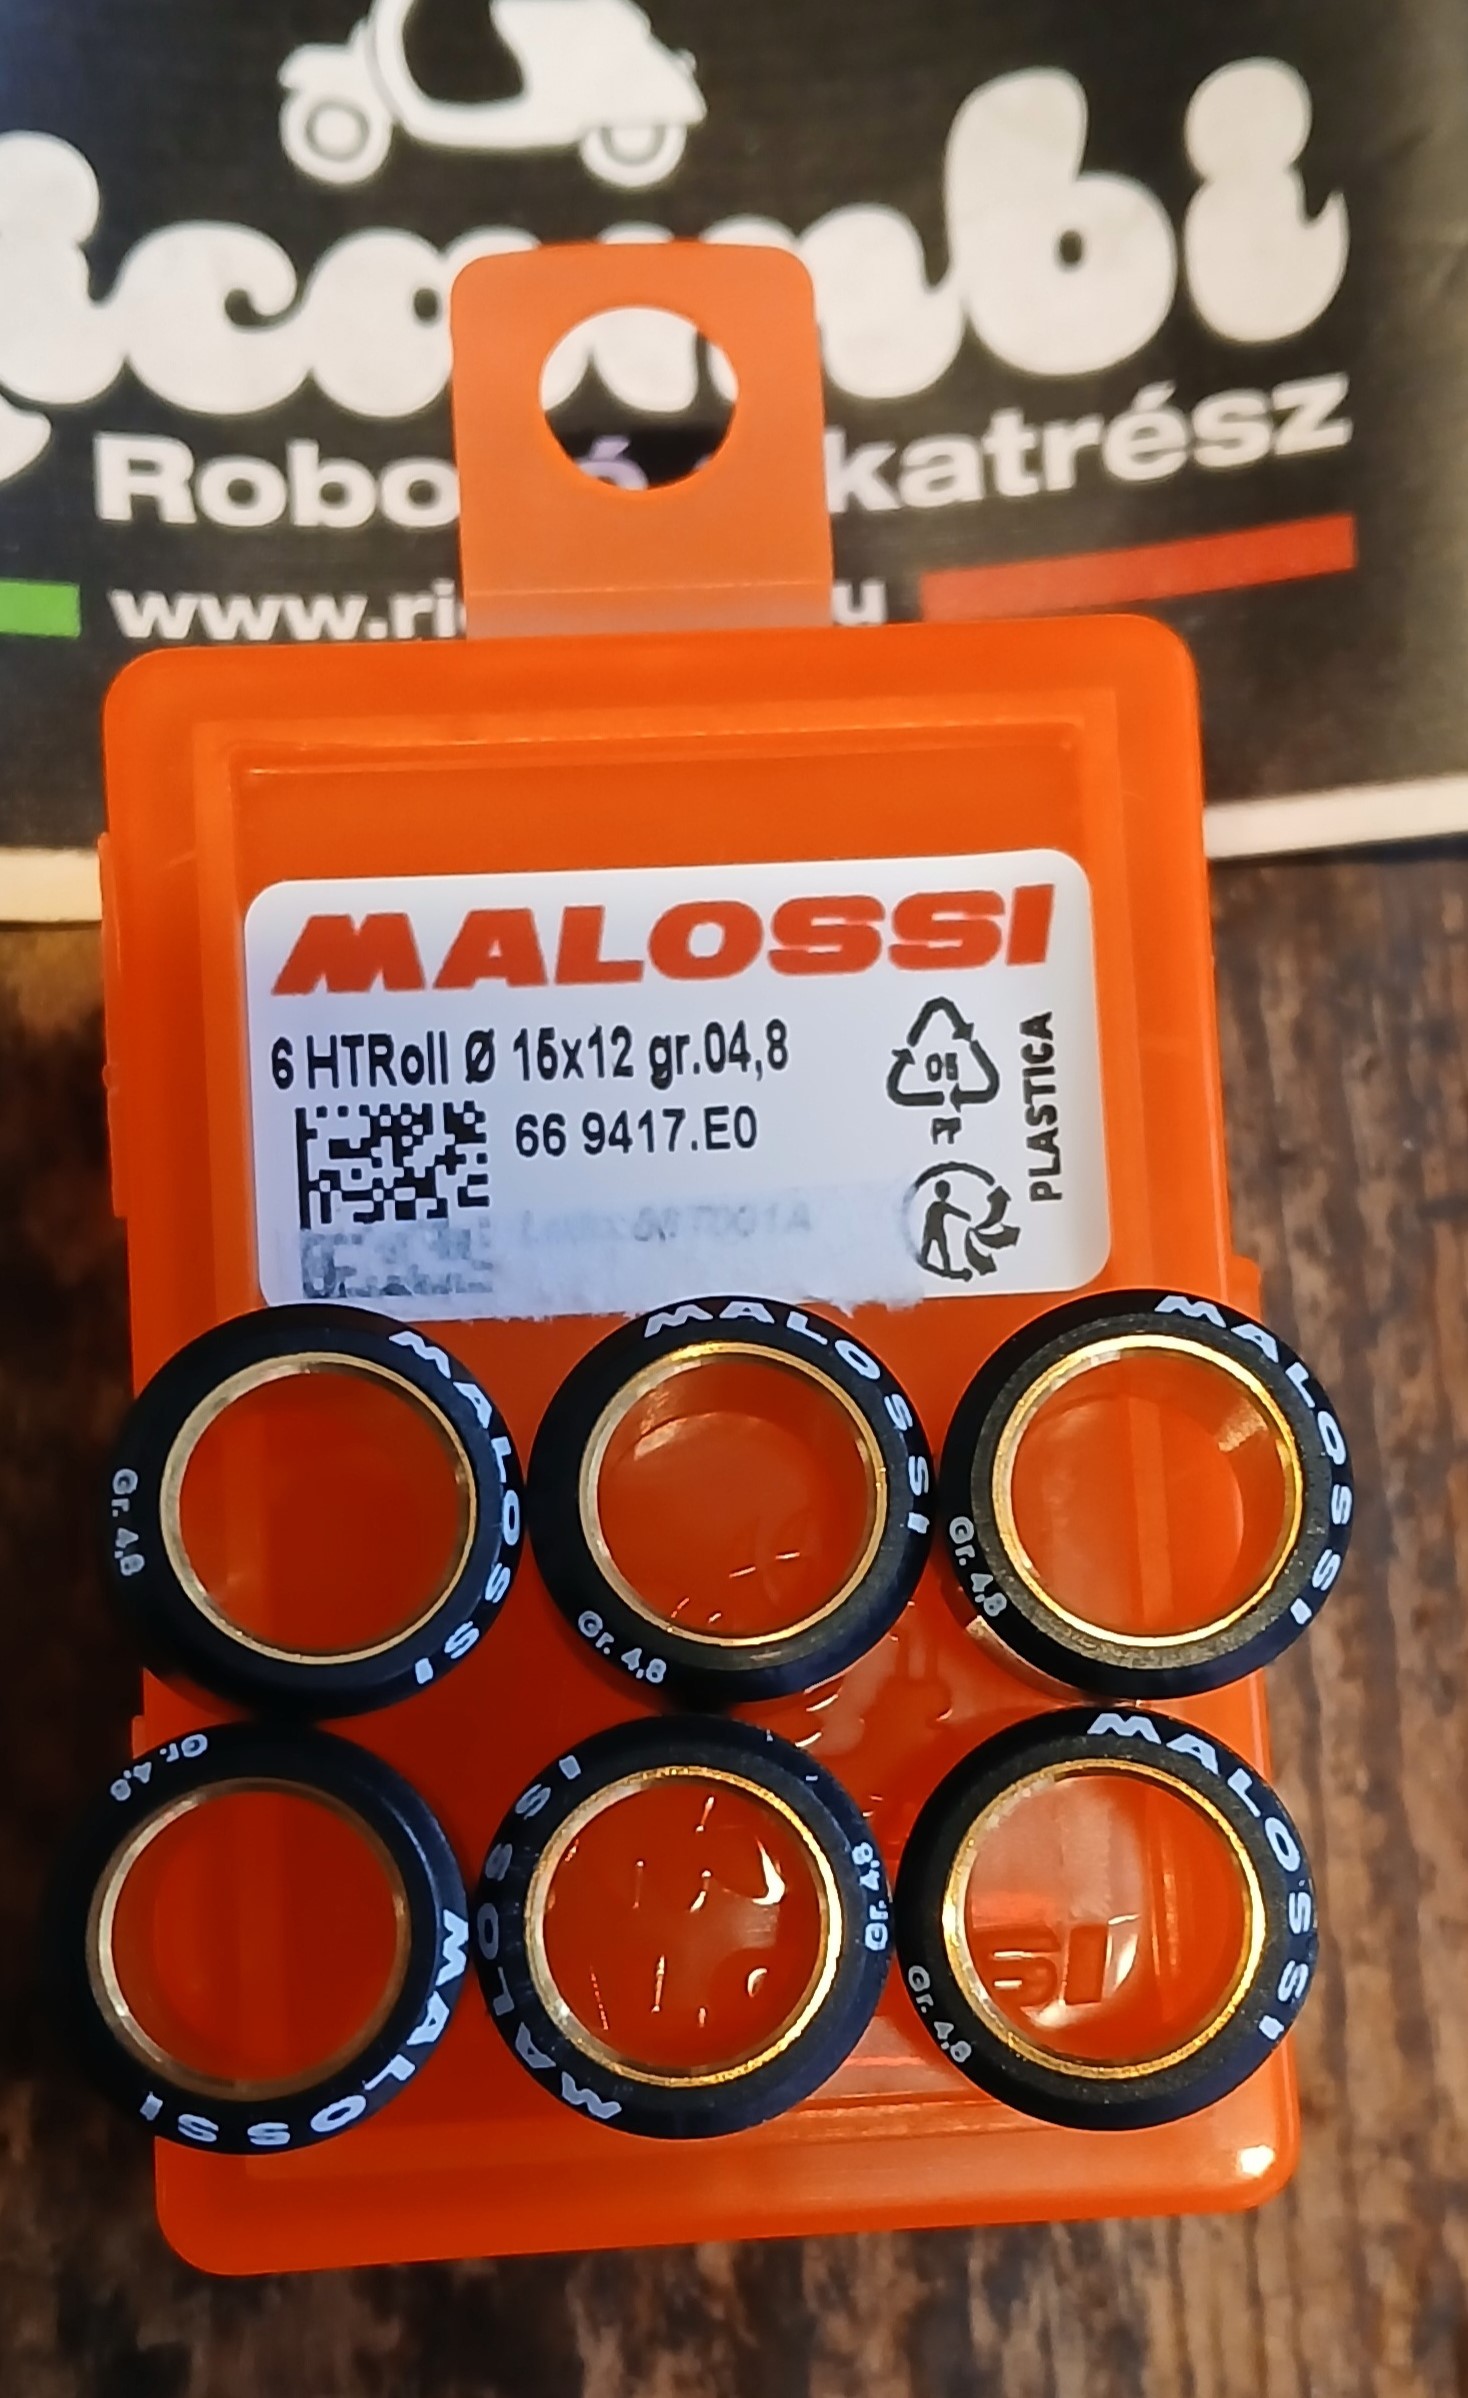 icambi
Robo ó katrész
www.ri u
MALOSSI
6 HTRoll Ø 15x12 gr.04,8
66 9417.E0
05
PP
PLASTICA
MALOSSI
Gr. 4,8
MALOSSI
Gr. 4,8
MALOSSI
Gr. 4,8
MALOSSI
Gr. 4,8
MALOSSI
Gr. 4,8
MALOSSI
Gr. 4,8